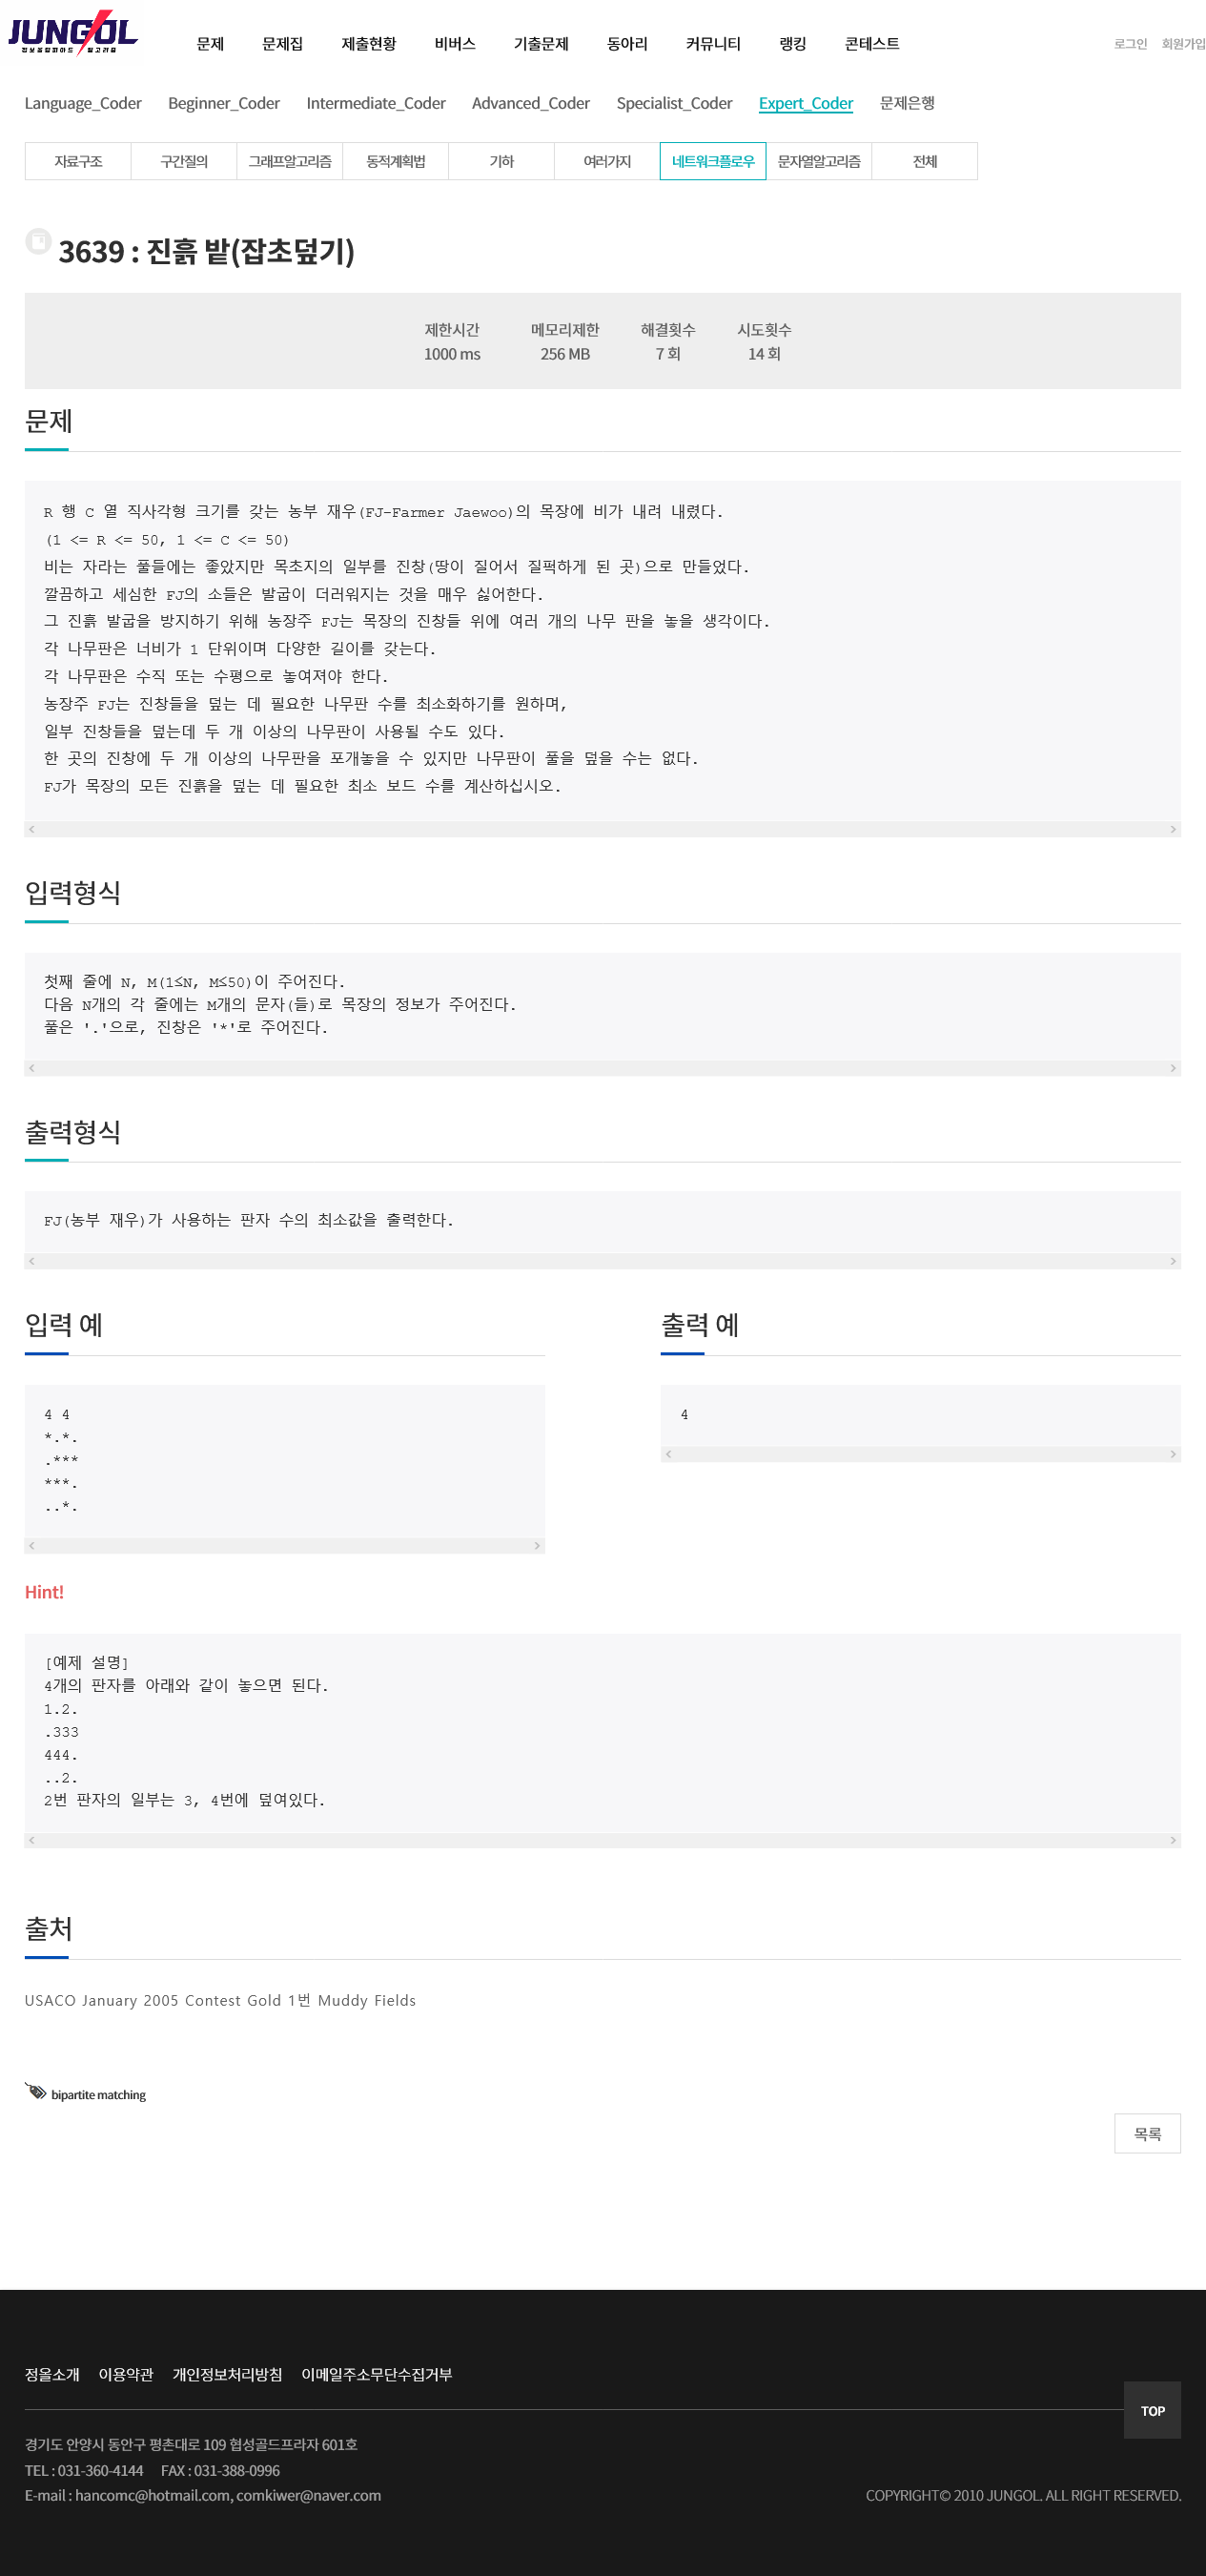 JUNGOL
정보올림피아드 알고리즘
문제 문제집 제출현황 비버스 기출문제 동아리 커뮤니티 랭킹 콘테스트 로그인 회원가입
Language_Coder Beginner_Coder Intermediate_Coder Advanced_Coder Specialist_Coder Expert_Coder 문제은행
자료구조 구간질의 그래프알고리즘 동적계획법 기하 여러가지 네트워크플로우 문자열알고리즘 전체
3639 : 진흙 밭(잡초덮기)
제한시간 메모리제한 해결횟수 시도횟수
1000 ms 256 MB 7 회 14 회
문제
R 행 C 열 직사각형 크기를 갖는 농부 재우(FJ-Farmer Jaewoo)의 목장에 비가 내려 내렸다.
(1 <= R <= 50, 1 <= C <= 50)
비는 자라는 풀들에는 좋았지만 목초지의 일부를 진창(땅이 질어서 질퍽하게 된 곳)으로 만들었다.
깔끔하고 세심한 FJ의 소들은 발굽이 더러워지는 것을 매우 싫어한다.
그 진흙 발굽을 방지하기 위해 농장주 FJ는 목장의 진창들 위에 여러 개의 나무 판을 놓을 생각이다.
각 나무판은 너비가 1 단위이며 다양한 길이를 갖는다.
각 나무판은 수직 또는 수평으로 놓여져야 한다.
농장주 FJ는 진창들을 덮는 데 필요한 나무판 수를 최소화하기를 원하며,
일부 진창들을 덮는데 두 개 이상의 나무판이 사용될 수도 있다.
한 곳의 진창에 두 개 이상의 나무판을 포개놓을 수 있지만 나무판이 풀을 덮을 수는 없다.
FJ가 목장의 모든 진흙을 덮는 데 필요한 최소 보드 수를 계산하십시오.
입력형식
첫째 줄에 N, M(1≤N, M≤50)이 주어진다.
다음 N개의 각 줄에는 M개의 문자(들)로 목장의 정보가 주어진다.
풀은 '.'으로, 진창은 '*'로 주어진다.
출력형식
FJ(농부 재우)가 사용하는 판자 수의 최소값을 출력한다.
입력 예
4 4
*.*.
.***
***.
..*.
출력 예
4
Hint!
[예제 설명]
4개의 판자를 아래와 같이 놓으면 된다.
1.2.
.333
444.
..2.
2번 판자의 일부는 3, 4번에 덮여있다.
출처
USACO January 2005 Contest Gold 1번 Muddy Fields
bipartite matching
목록
정올소개 이용약관 개인정보처리방침 이메일주소무단수집거부
TOP
경기도 안양시 동안구 평촌대로 109 협성골드프라자 601호
TEL : 031-360-4144 FAX : 031-388-0996
E-mail : hancomc@hotmail.com, comkiwer@naver.com
COPYRIGHT© 2010 JUNGOL. ALL RIGHT RESERVED.